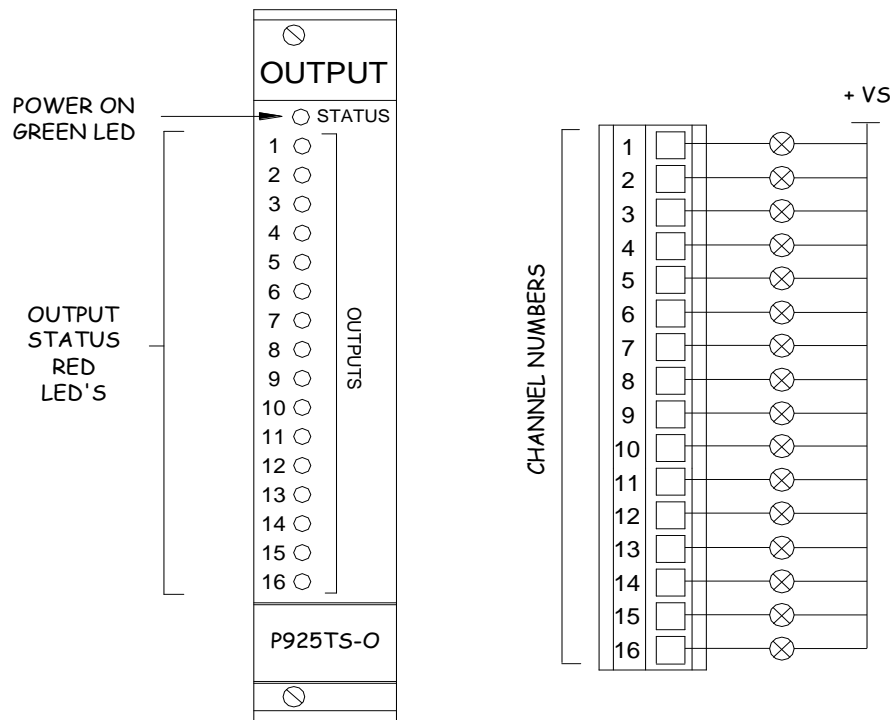 OUTPUT
POWER ON
GREEN LED
STATUS
1
2
3
4
5
6
7
8
9
10
11
12
13
14
15
16
OUTPUT
STATUS
RED
LED'S
OUTPUTS
P925TS-O
+ VS
CHANNEL NUMBERS
1
2
3
4
5
6
7
8
9
10
11
12
13
14
15
16